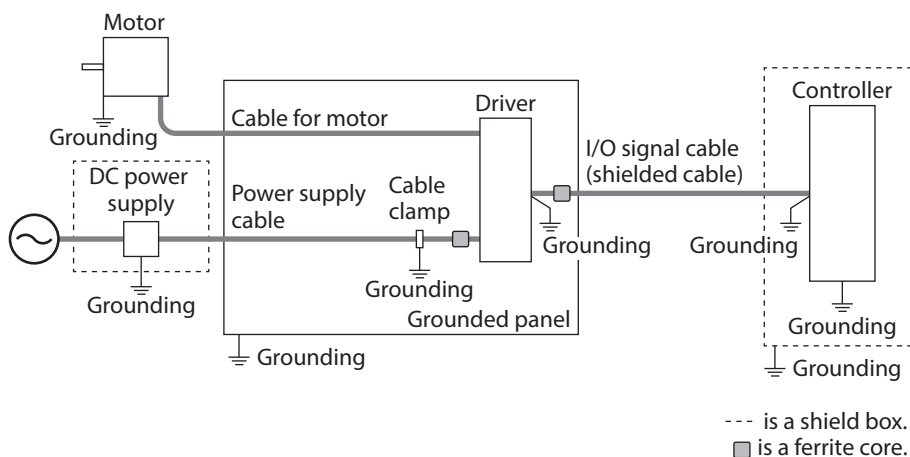 Motor
Grounding
Cable for motor
Driver
Controller
I/O signal cable
(shielded cable)
DC power
supply
Power supply
cable
Cable
clamp
Grounding
Grounding
Grounding
Grounding
Grounded panel
Grounding
Grounding
Grounding
---- is a shield box.
is a ferrite core.